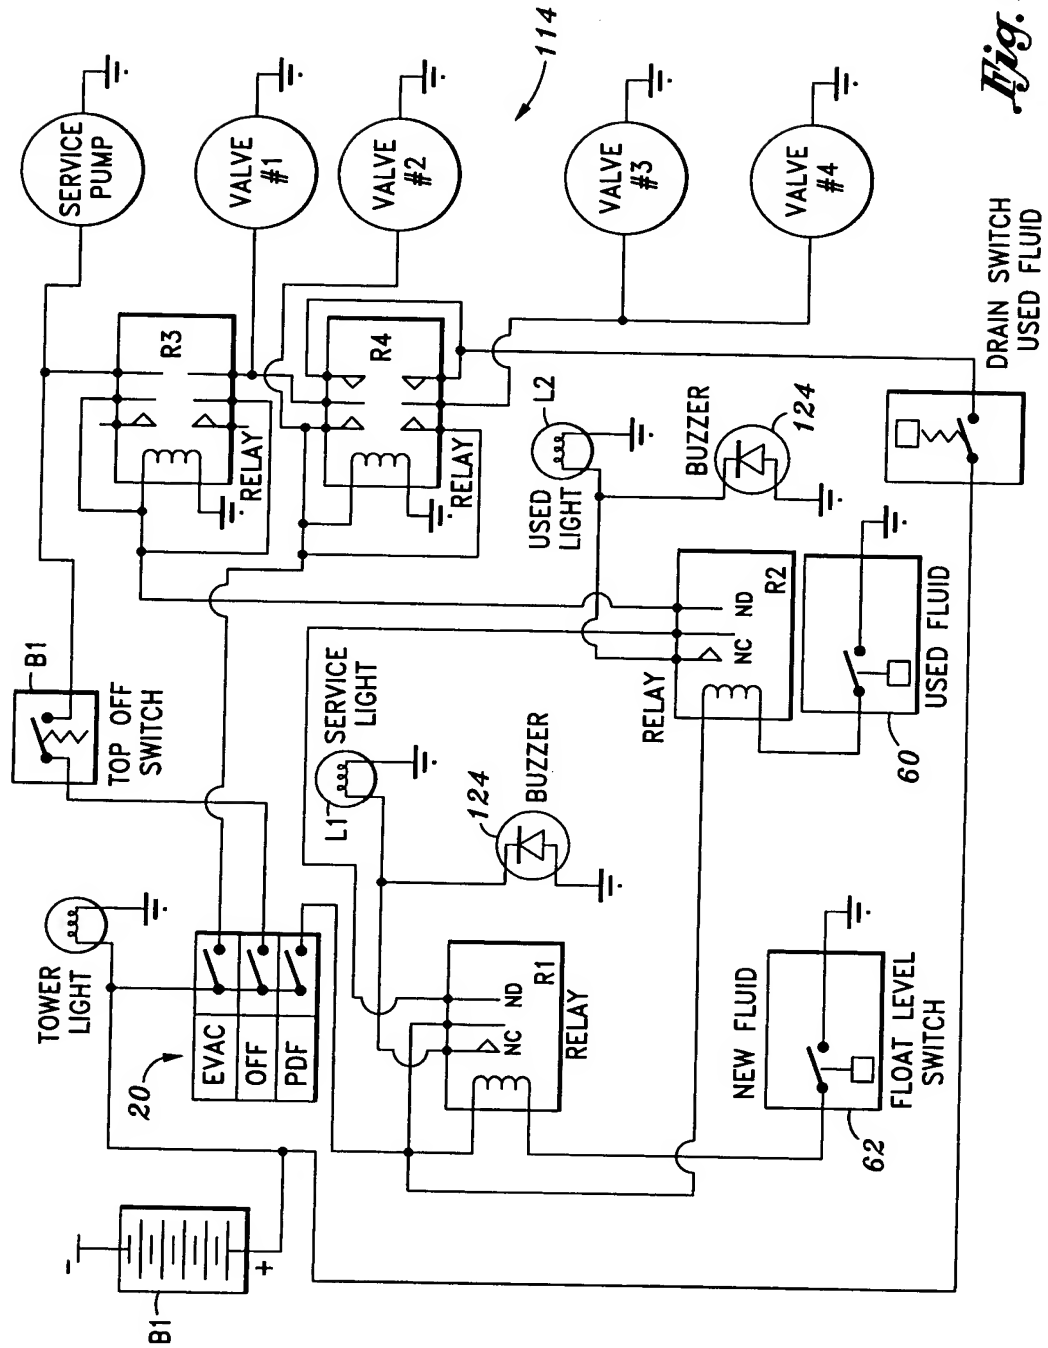 B1
+
-
20
TOWER
LIGHT
EVAC
OFF
PDF
B1
TOP OFF
SWITCH
SERVICE
PUMP
VALVE
#1
VALVE
#2
VALVE
#3
VALVE
#4
114
R3
RELAY
R4
RELAY
L1
SERVICE
LIGHT
124
BUZZER
USED
LIGHT
L2
BUZZER
124
NC
NO
R1
RELAY
RELAY
NC
NO
R2
NEW FLUID
FLOAT LEVEL
SWITCH
62
60
USED FLUID
DRAIN SWITCH
USED FLUID
Fig.